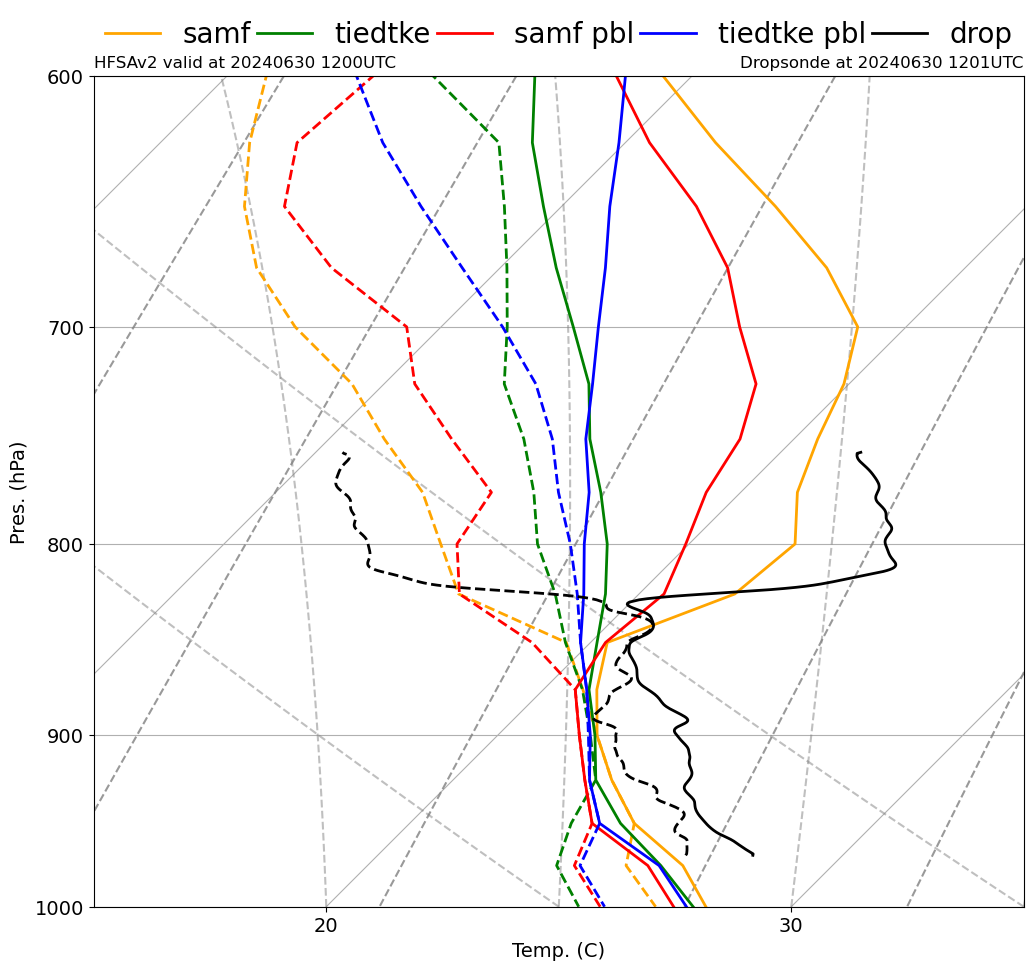 samf tiedtke samf pbl tiedtke pbl drop
HFSAv2 valid at 20240630 1200UTC Dropsonde at 20240630 1201UTC
600
700
800
900
1000
Pres. (hPa)
20 30
Temp. (C)